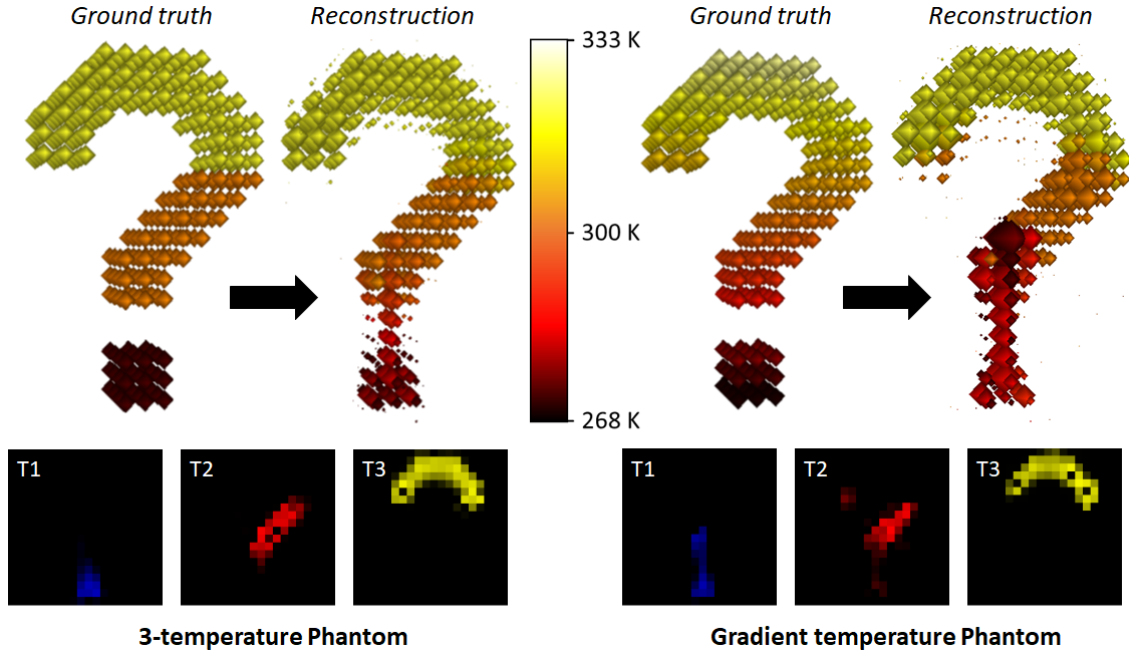 Ground truth
Reconstruction
Ground truth
Reconstruction
333 K
300 K
268 K
T1
T2
T3
T1
T2
T3
3-temperature Phantom
Gradient temperature Phantom